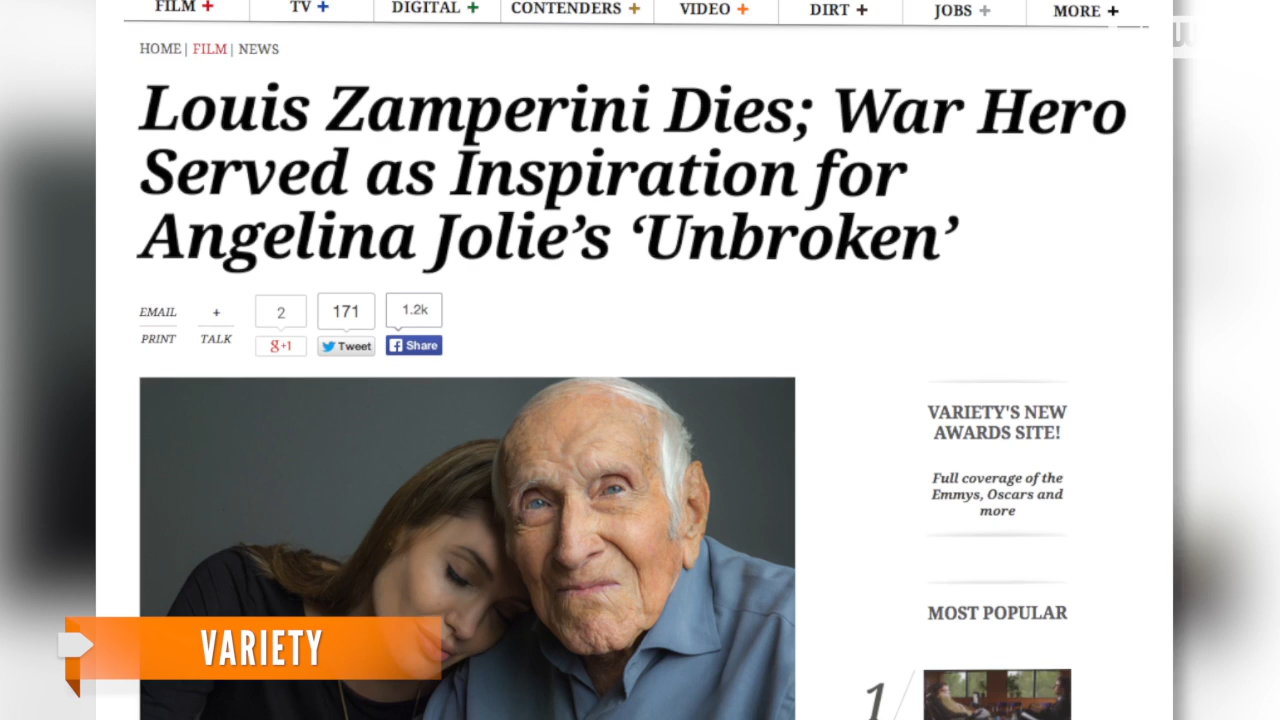 FILM + TV + DIGITAL + CONTENDERS + VIDEO + DIRT + JOBS + MORE +
HOME | FILM | NEWS
Louis Zamperini Dies; War Hero
Served as Inspiration for
Angelina Jolie’s ‘Unbroken’
EMAIL +
PRINT TALK
2 171 1.2k
g+1 Tweet Share
VARIETY'S NEW
AWARDS SITE!
Full coverage of the
Emmys, Oscars and
more
MOST POPULAR
1
VARIETY